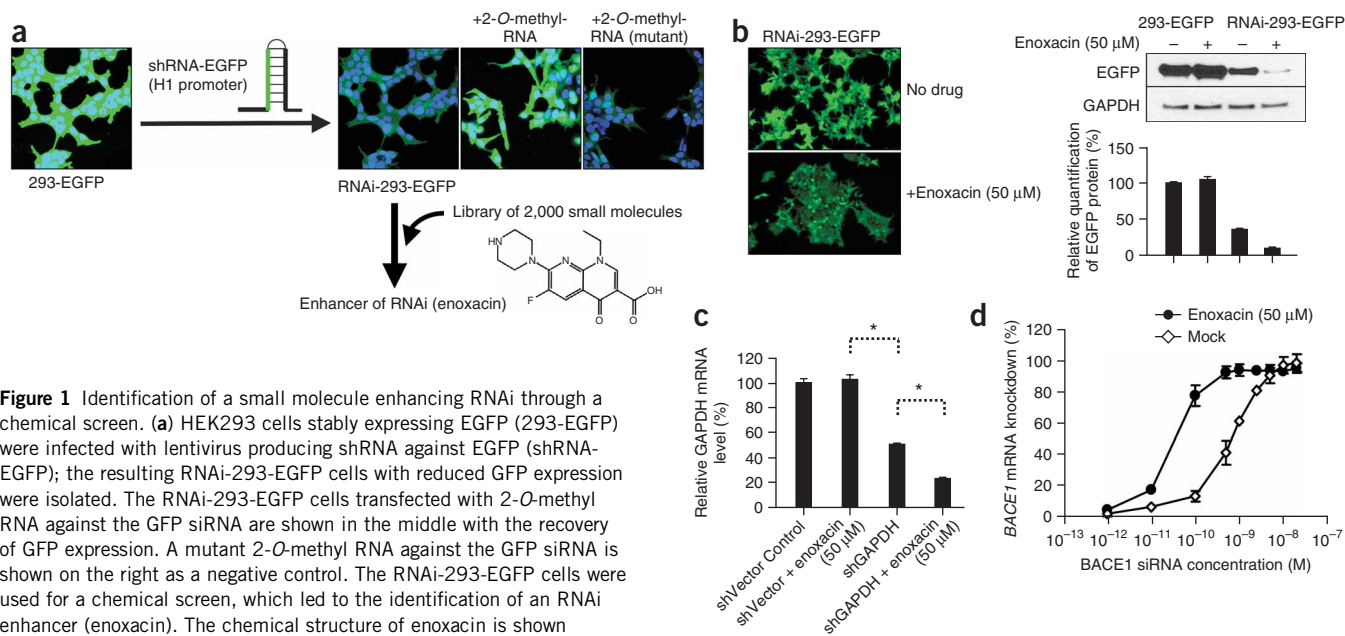 a
shRNA-EGFP
(H1 promoter)
+2-O-methyl-
RNA
+2-O-methyl-
RNA (mutant)
293-EGFP
RNAi-293-EGFP
Library of 2,000 small molecules
Enhancer of RNAi (enoxacin)
HN
N
N
N
F
O
O
OH
b
RNAi-293-EGFP
No drug
+Enoxacin (50 μM)
293-EGFP RNAi-293-EGFP
Enoxacin (50 μM) − + − +
EGFP
GAPDH
Relative quantification
of EGFP protein (%)
150
100
50
0
c
Relative GAPDH mRNA
level (%)
120
100
80
60
40
20
0
*
*
shVector Control
shVector + enoxacin
(50 μM)
shGAPDH
shGAPDH + enoxacin
(50 μM)
d
Enoxacin (50 μM)
Mock
BACE1 mRNA knockdown (%)
120
100
80
60
40
20
0
10⁻¹³ 10⁻¹² 10⁻¹¹ 10⁻¹⁰ 10⁻⁹ 10⁻⁸ 10⁻⁷
BACE1 siRNA concentration (M)
Figure 1 Identification of a small molecule enhancing RNAi through a
chemical screen. (a) HEK293 cells stably expressing EGFP (293-EGFP)
were infected with lentivirus producing shRNA against EGFP (shRNA-
EGFP); the resulting RNAi-293-EGFP cells with reduced GFP expression
were isolated. The RNAi-293-EGFP cells transfected with 2-O-methyl
RNA against the GFP siRNA are shown in the middle with the recovery
of GFP expression. A mutant 2-O-methyl RNA against the GFP siRNA is
shown on the right as a negative control. The RNAi-293-EGFP cells were
used for a chemical screen, which led to the identification of an RNAi
enhancer (enoxacin). The chemical structure of enoxacin is shown